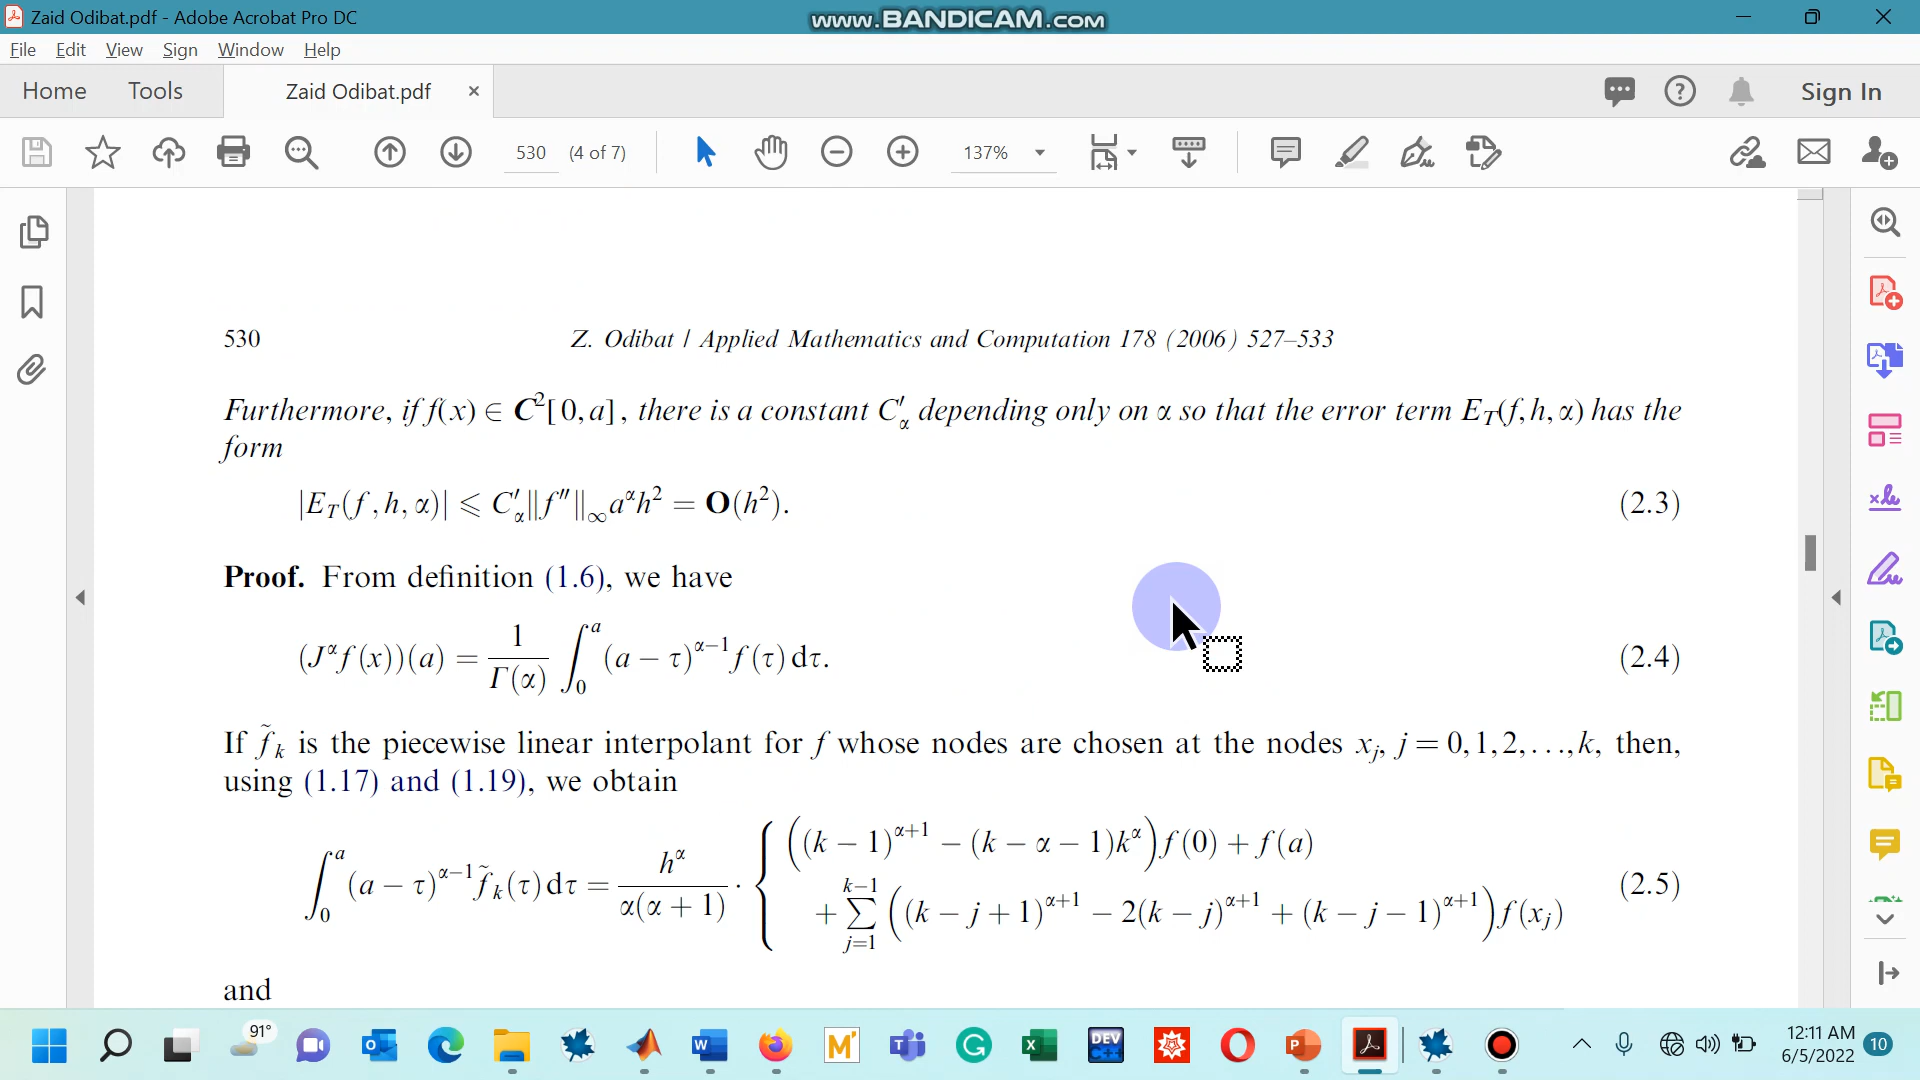 Zaid Odibat.pdf - Adobe Acrobat Pro DC
www.BANDICAM.com
File Edit View Sign Window Help
Home Tools Zaid Odibat.pdf × Sign In
530 (4 of 7) 137%
530 Z. Odibat / Applied Mathematics and Computation 178 (2006) 527–533
Furthermore, if f(x) ∈ C²[0, a], there is a constant C′_α depending only on α so that the error term E_T(f, h, α) has the
form
|E_T(f, h, α)| ⩽ C′_α‖f″‖_∞ a^α h² = O(h²). (2.3)
Proof. From definition (1.6), we have
(J^α f(x))(a) = 1/Γ(α) ∫_0^a (a − τ)^{α−1} f(τ) dτ. (2.4)
If f̃_k is the piecewise linear interpolant for f whose nodes are chosen at the nodes x_j, j = 0, 1, 2, . . ., k, then,
using (1.17) and (1.19), we obtain
∫_0^a (a − τ)^{α−1} f̃_k(τ) dτ = h^α/α(α + 1) · { ((k − 1)^{α+1} − (k − α − 1)k^α) f(0) + f(a)
+ ∑_{j=1}^{k−1} ((k − j + 1)^{α+1} − 2(k − j)^{α+1} + (k − j − 1)^{α+1}) f(x_j) (2.5)
and
91°
DEV C++
12:11 AM
6/5/2022
10